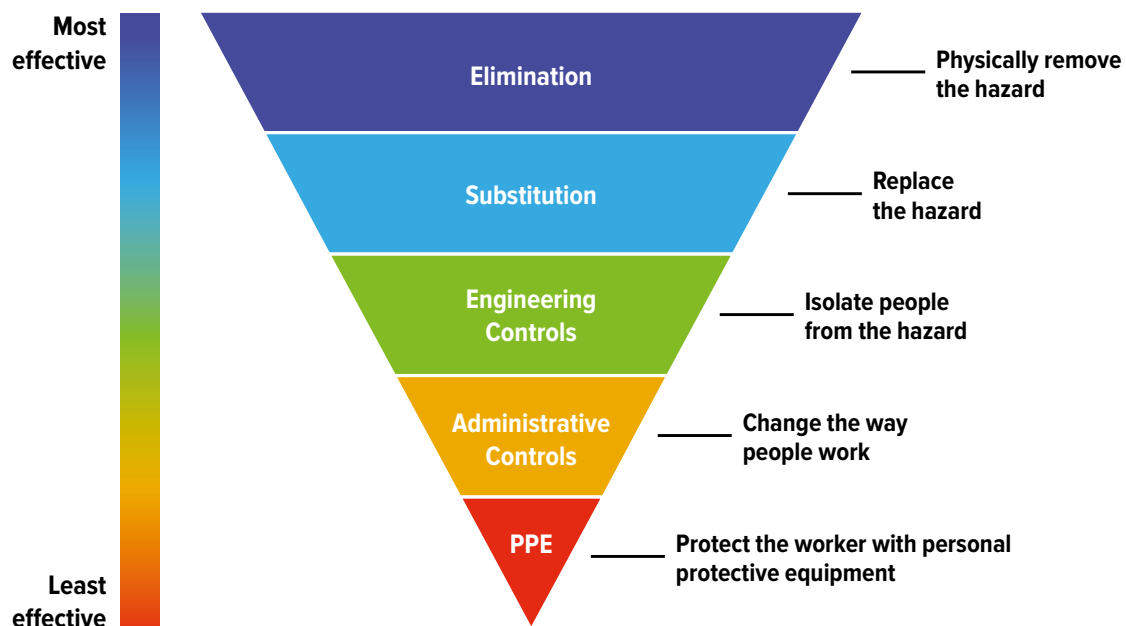 Most
effective
Elimination
Physically remove
the hazard
Substitution
Replace
the hazard
Engineering
Controls
Isolate people
from the hazard
Administrative
Controls
Change the way
people work
PPE
Protect the worker with personal
protective equipment
Least
effective